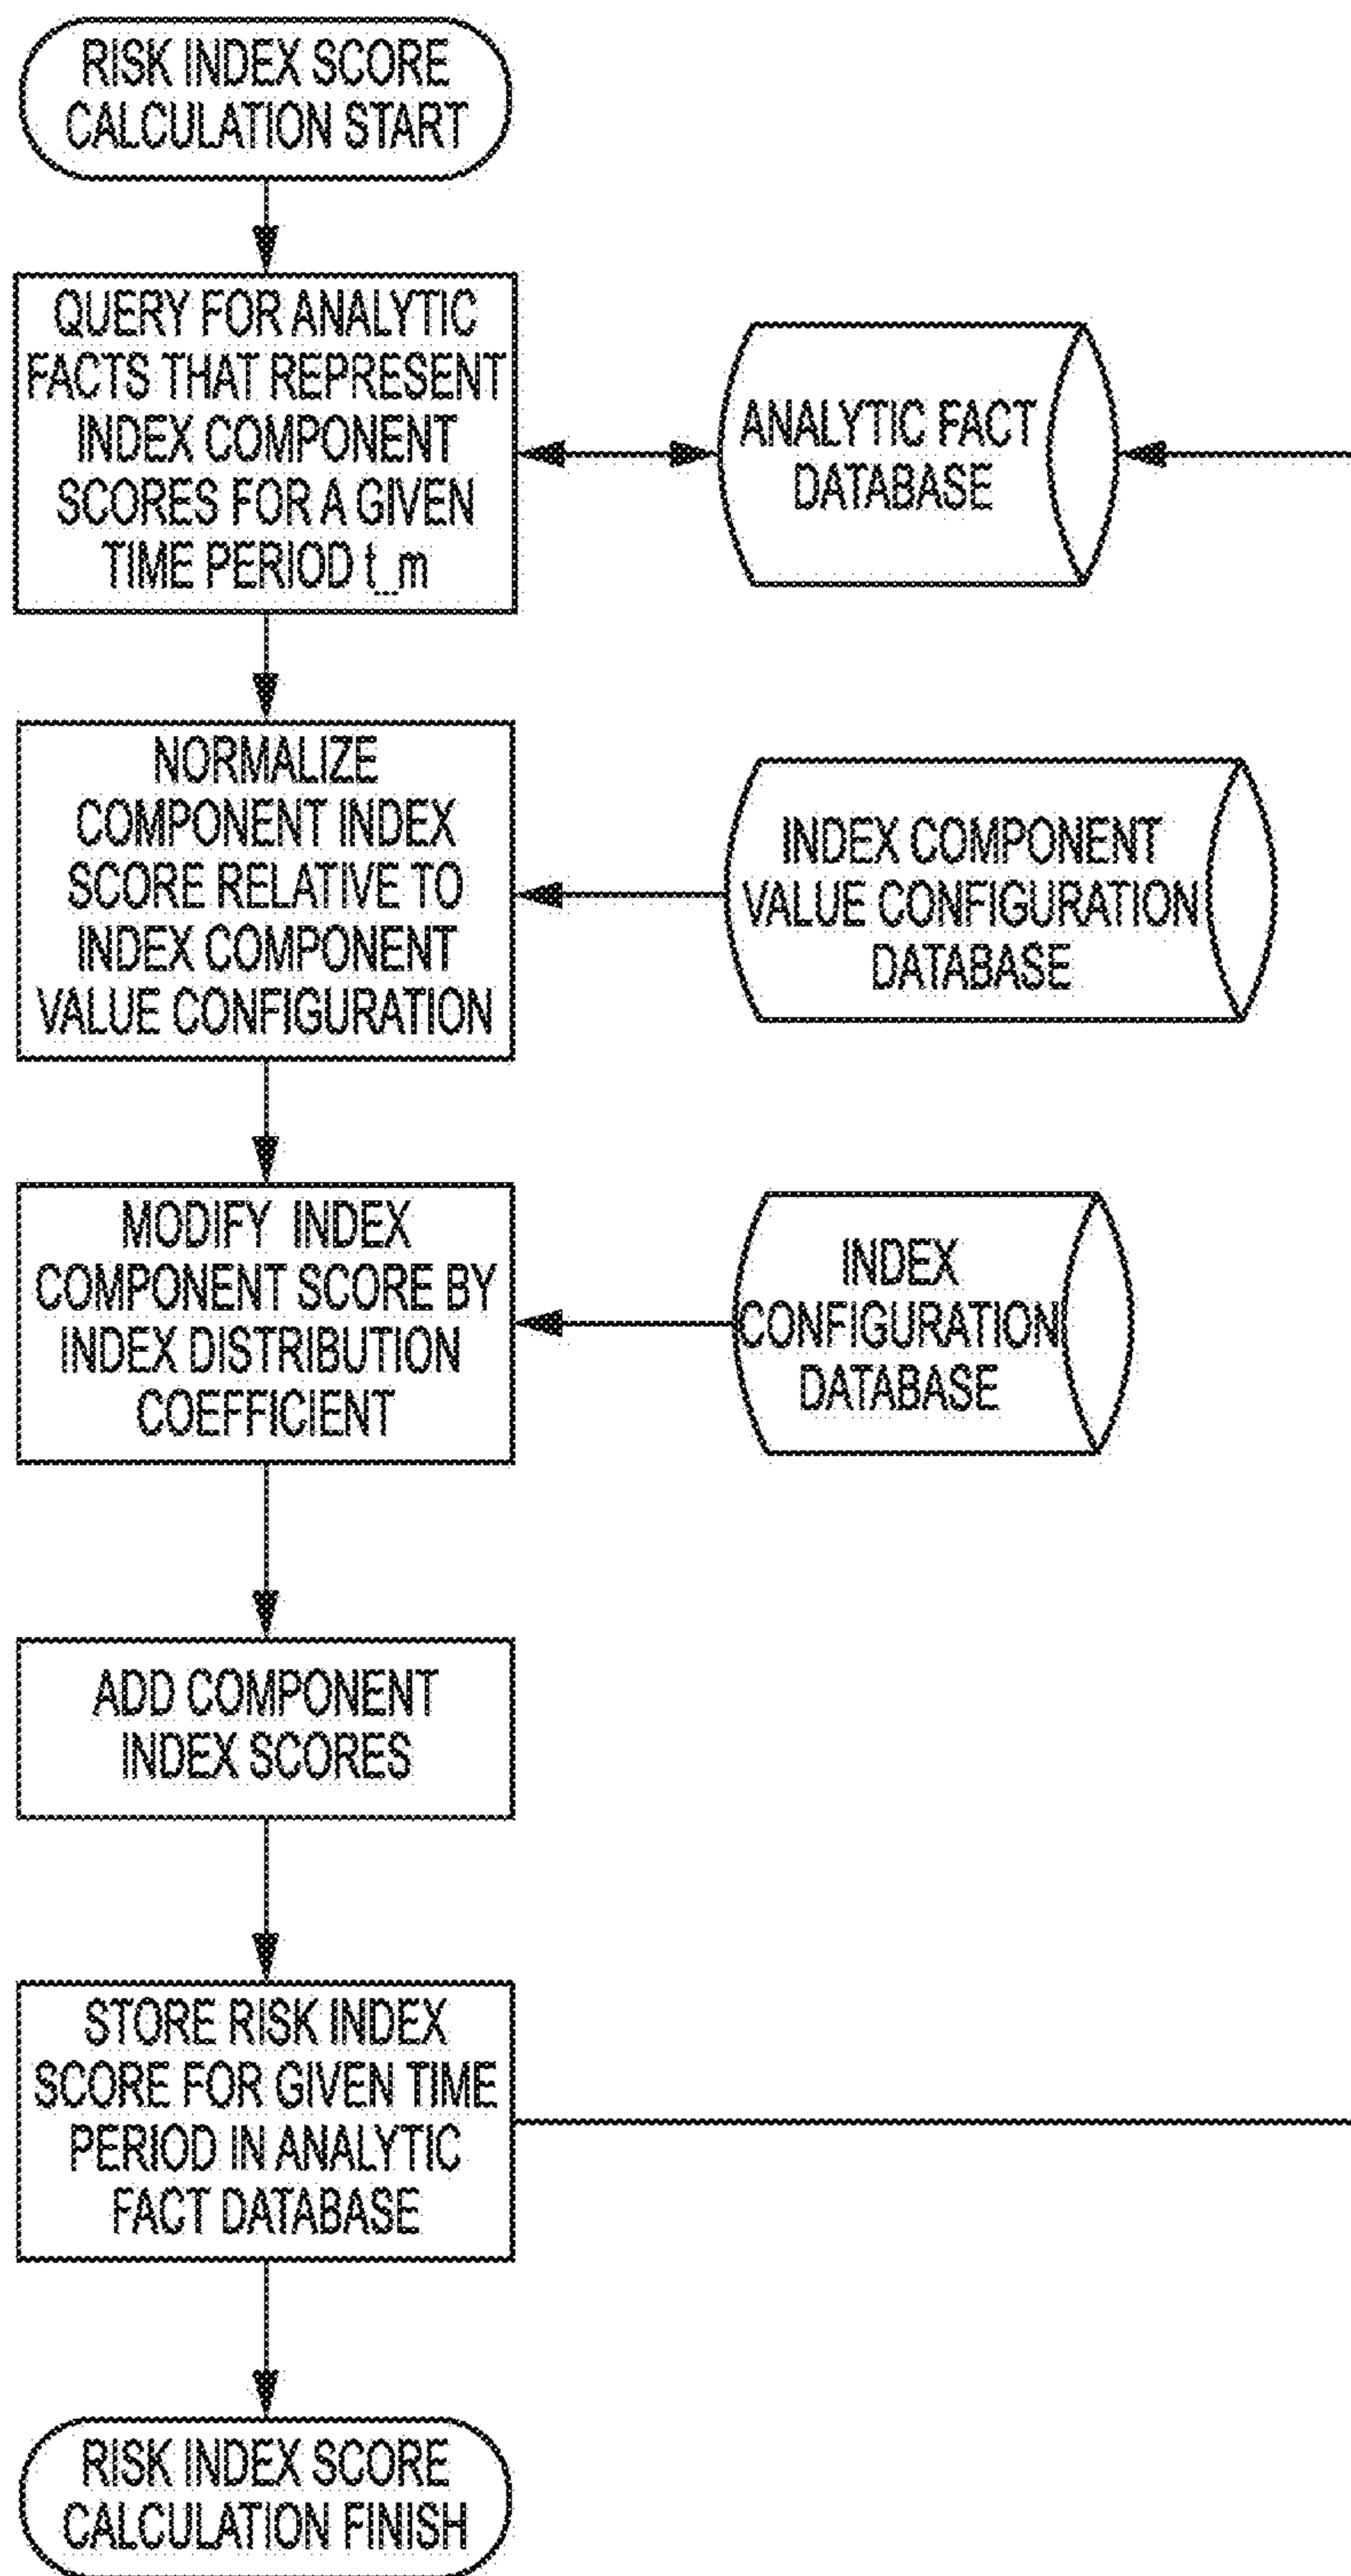 RISK INDEX SCORE
CALCULATION START
QUERY FOR ANALYTIC
FACTS THAT REPRESENT
INDEX COMPONENT
SCORES FOR A GIVEN
TIME PERIOD t_m
ANALYTIC FACT
DATABASE
NORMALIZE
COMPONENT INDEX
SCORE RELATIVE TO
INDEX COMPONENT
VALUE CONFIGURATION
INDEX COMPONENT
VALUE CONFIGURATION
DATABASE
MODIFY INDEX
COMPONENT SCORE BY
INDEX DISTRIBUTION
COEFFICIENT
INDEX
CONFIGURATION
DATABASE
ADD COMPONENT
INDEX SCORES
STORE RISK INDEX
SCORE FOR GIVEN TIME
PERIOD IN ANALYTIC
FACT DATABASE
RISK INDEX SCORE
CALCULATION FINISH